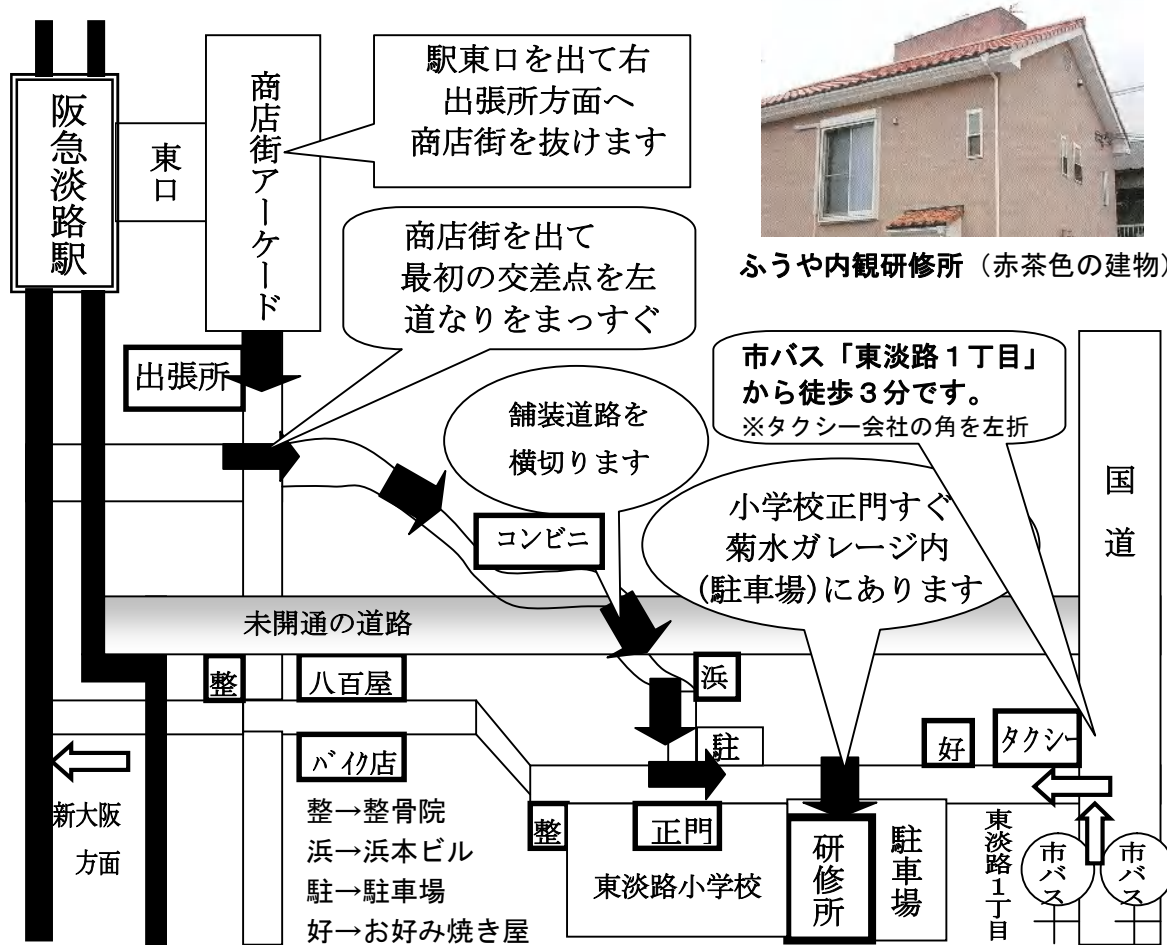 阪急淡路駅
東口
商店街アーケード
駅東口を出て右
出張所方面へ
商店街を抜けます
ふうや内観研修所（赤茶色の建物）
商店街を出て
最初の交差点を左
道なりをまっすぐ
出張所
舗装道路を
横切ります
市バス「東淡路１丁目」
から徒歩３分です。
※タクシー会社の角を左折
国道
コンビニ
小学校正門すぐ
菊水ガレージ内
(駐車場)にあります
未開通の道路
整
八百屋
浜
駐
好
タクシー
バイク店
新大阪
方面
整→整骨院
浜→浜本ビル
駐→駐車場
好→お好み焼き屋
整
正門
東淡路小学校
研修所
駐車場
東淡路１丁目
市バス
市バス